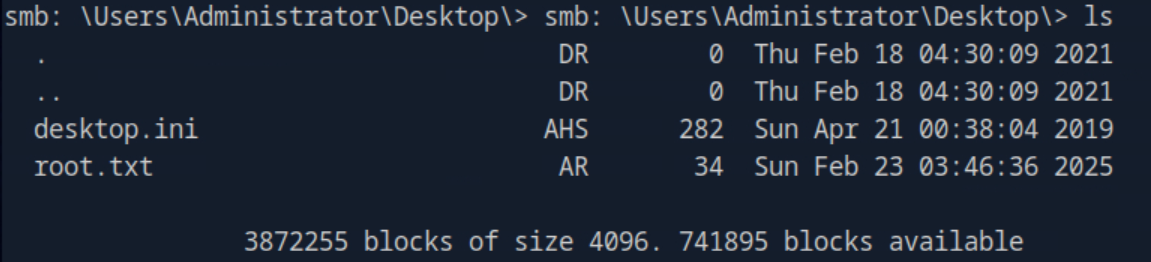 smb: \Users\Administrator\Desktop\> smb: \Users\Administrator\Desktop\> ls
  .                                  DR        0  Thu Feb 18 04:30:09 2021
  ..                                 DR        0  Thu Feb 18 04:30:09 2021
  desktop.ini                       AHS      282  Sun Apr 21 00:38:04 2019
  root.txt                           AR       34  Sun Feb 23 03:46:36 2025
                3872255 blocks of size 4096. 741895 blocks available